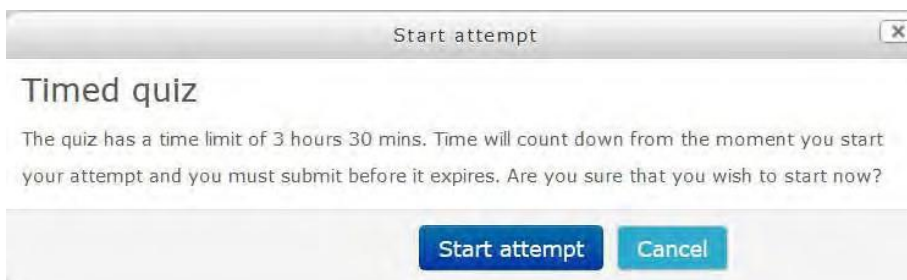 Start attempt
Timed quiz
The quiz has a time limit of 3 hours 30 mins. Time will count down from the moment you start
your attempt and you must submit before it expires. Are you sure that you wish to start now?
Start attempt Cancel